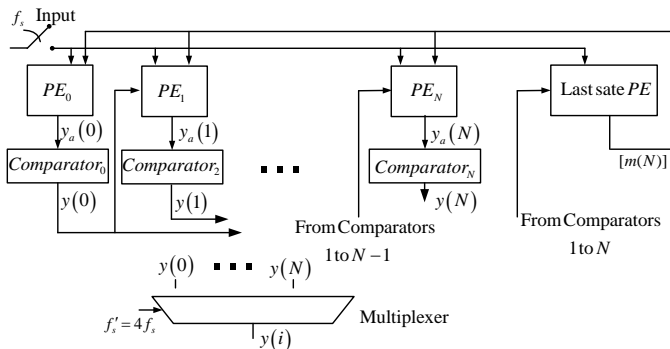 f_s
Input
PE_0
PE_1
PE_N
Last sate PE
y_a(0)
y_a(1)
y_a(N)
[m(N)]
Comparator_0
Comparator_2
Comparator_N
y(0)
y(1)
y(N)
From Comparators
1 to N − 1
From Comparators
1 to N
y(0)
y(N)
f_s′ = 4f_s
Multiplexer
y(i)